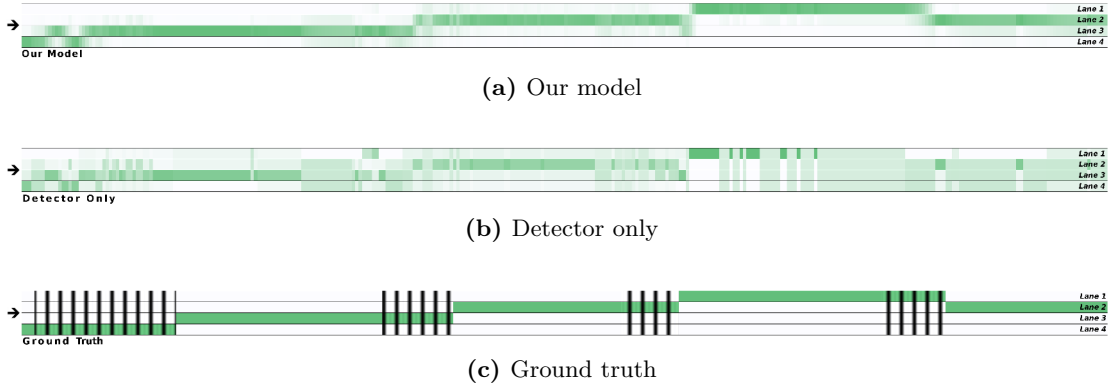 Lane 1
Lane 2
Lane 3
Lane 4
Our Model
(a) Our model
Lane 1
Lane 2
Lane 3
Lane 4
Detector Only
(b) Detector only
Lane 1
Lane 2
Lane 3
Lane 4
Ground Truth
(c) Ground truth